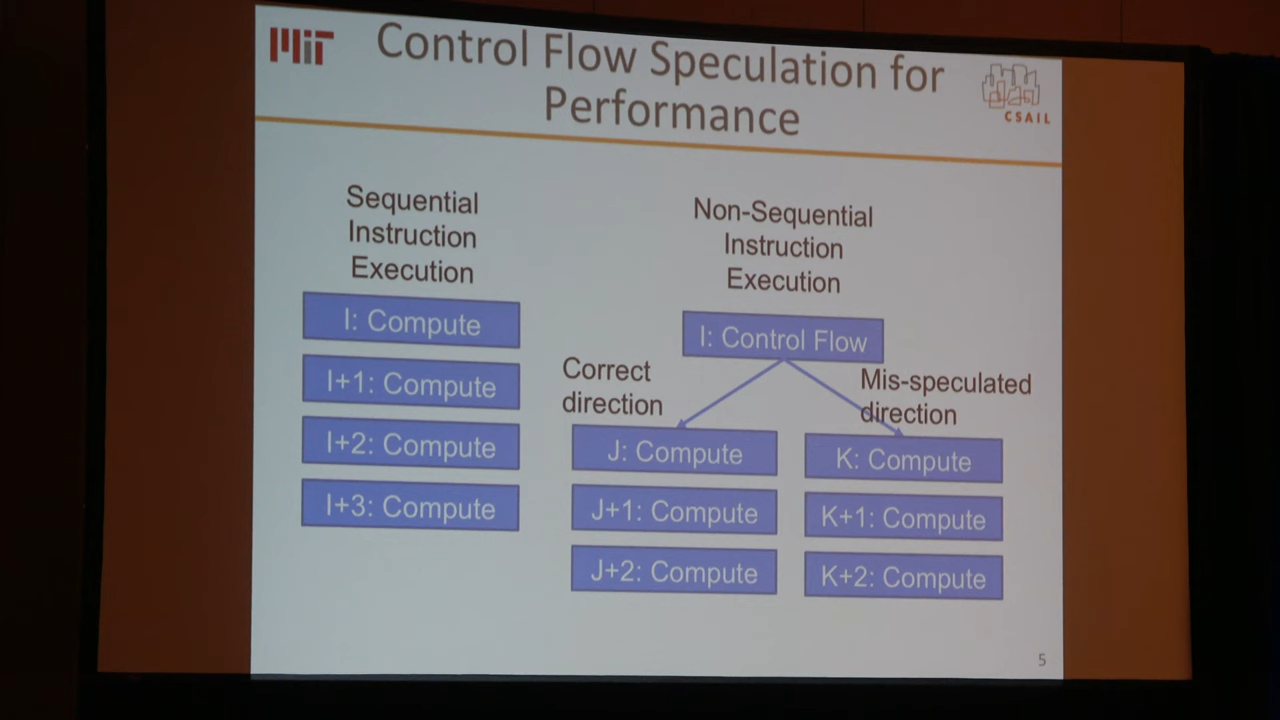 MIT
Control Flow Speculation for
Performance
CSAIL
Sequential
Instruction
Execution
I: Compute
I+1: Compute
I+2: Compute
I+3: Compute
Non-Sequential
Instruction
Execution
I: Control Flow
Correct
direction
Mis-speculated
direction
J: Compute
J+1: Compute
J+2: Compute
K: Compute
K+1: Compute
K+2: Compute
5